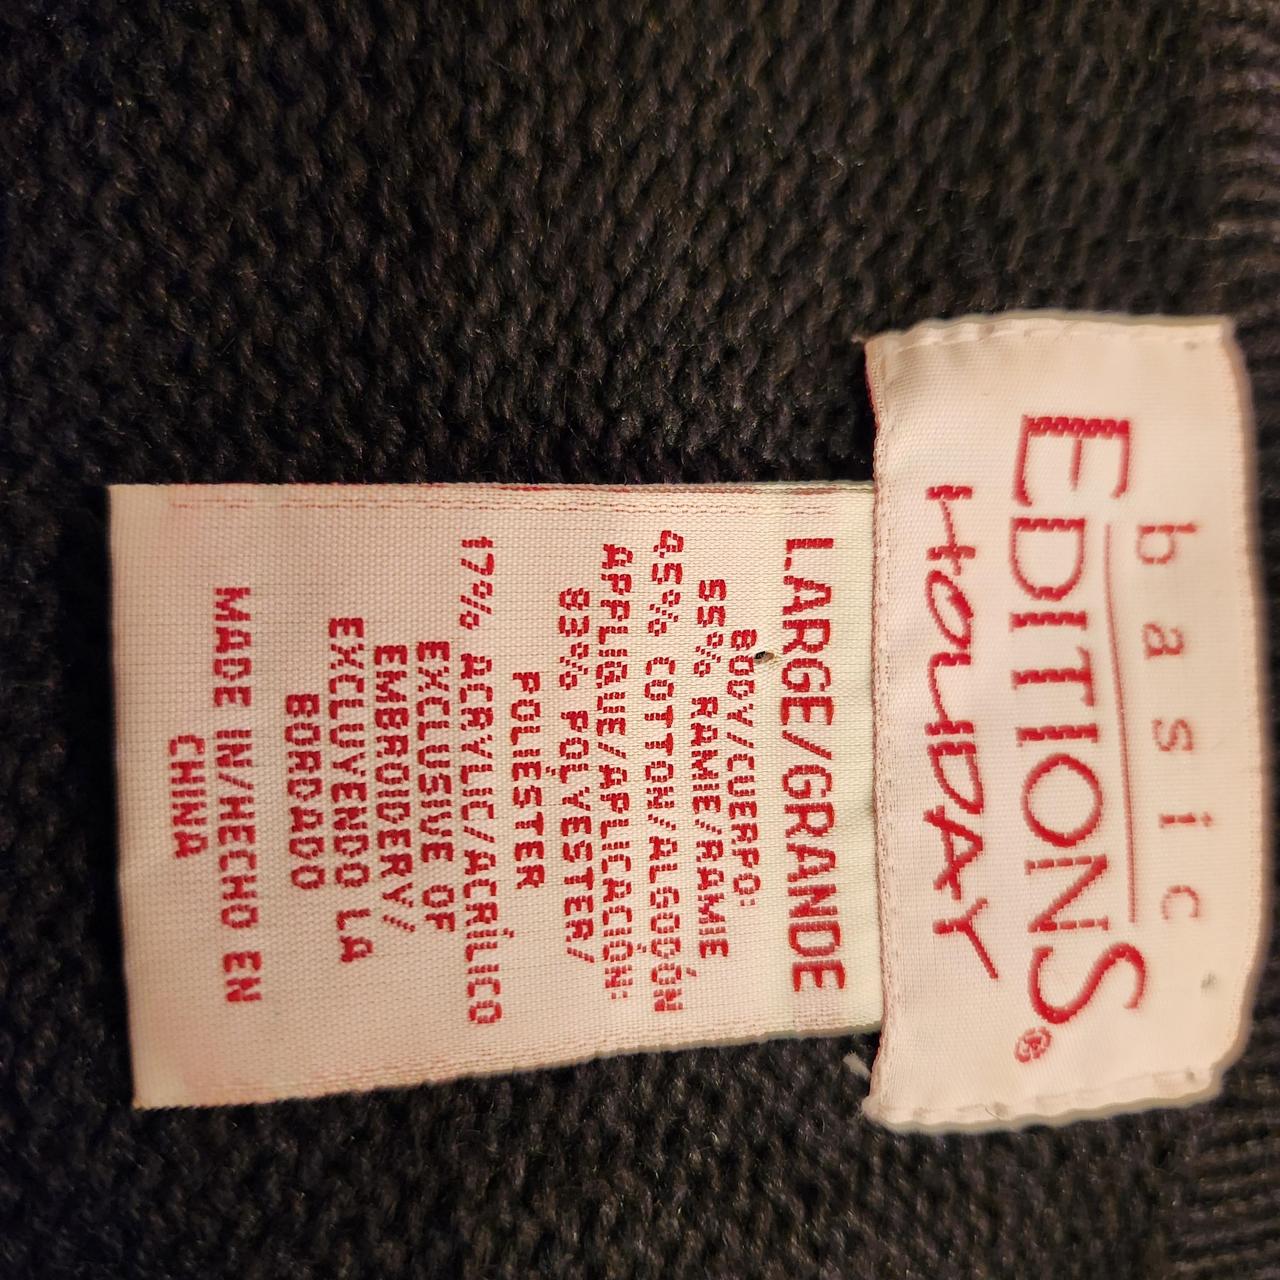 basic
EDITIONS®
HOLIDAY
LARGE/GRANDE
BODY/CUERPO:
55% RAMIE/RAMIE
45% COTTON/ALGODÓN
APPLIQUE/APLICACIÓN:
83% POLYESTER/
POLIESTER
17% ACRYLIC/ACRÍLICO
EXCLUSIVE OF
EMBROIDERY/
EXCLUYENDO LA
BORDADO
MADE IN/HECHO EN
CHINA